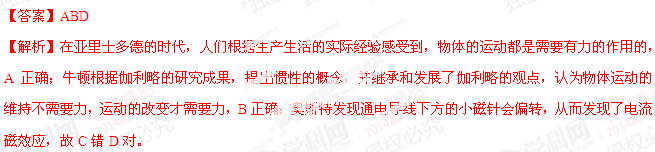 【答案】ABD
【解析】在亚里士多德的时代，人们根据生产生活的实际经验感受到，物体的运动都是需要有力的作用的，
A 正确；牛顿根据伽利略的研究成果，提出惯性的概念，并继承和发展了伽利略的观点，认为物体运动的
维持不需要力，运动的改变才需要力，B 正确；奥斯特发现通电导线下方的小磁针会偏转，从而发现了电流
磁效应，故 C 错 D 对。